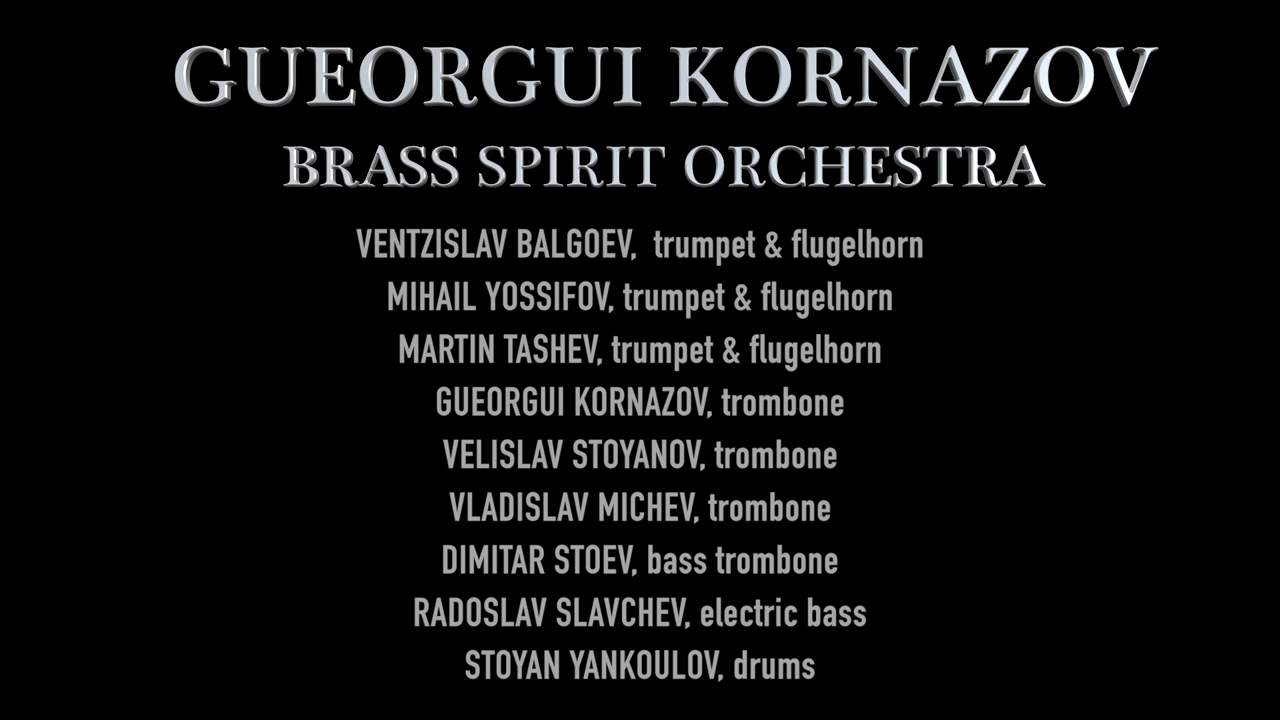 GUEORGUI KORNAZOV
BRASS SPIRIT ORCHESTRA
VENTZISLAV BALGOEV,  trumpet & flugelhorn
MIHAIL YOSSIFOV, trumpet & flugelhorn
MARTIN TASHEV, trumpet & flugelhorn
GUEORGUI KORNAZOV, trombone
VELISLAV STOYANOV, trombone
VLADISLAV MICHEV, trombone
DIMITAR STOEV, bass trombone
RADOSLAV SLAVCHEV, electric bass
STOYAN YANKOULOV, drums